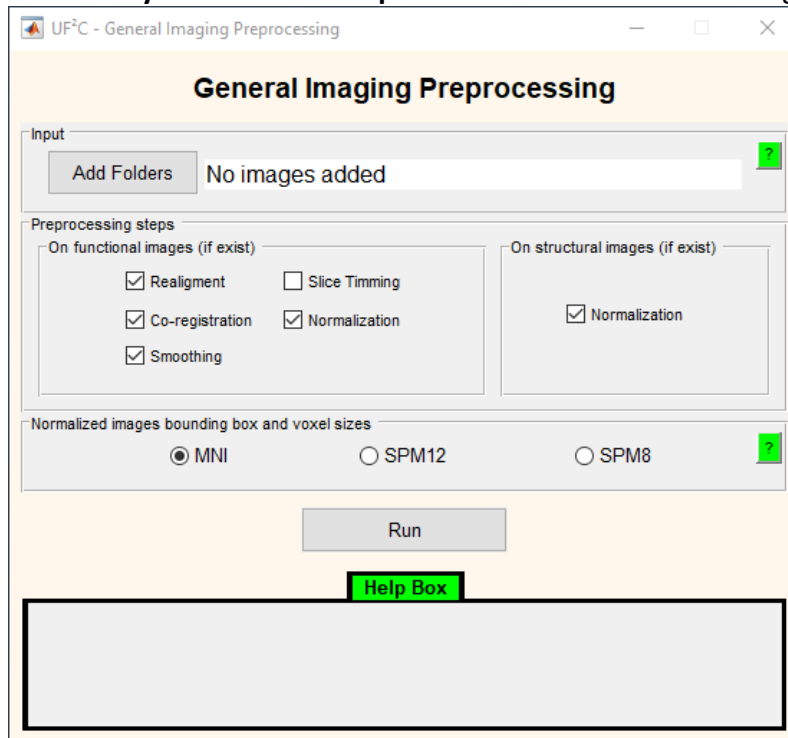 UF²C - General Imaging Preprocessing
General Imaging Preprocessing
Input
Add Folders No images added ?
Preprocessing steps
On functional images (if exist) On structural images (if exist)
Realigment Slice Timming
Co-registration Normalization Normalization
Smoothing
Normalized images bounding box and voxel sizes
MNI SPM12 SPM8 ?
Run
Help Box